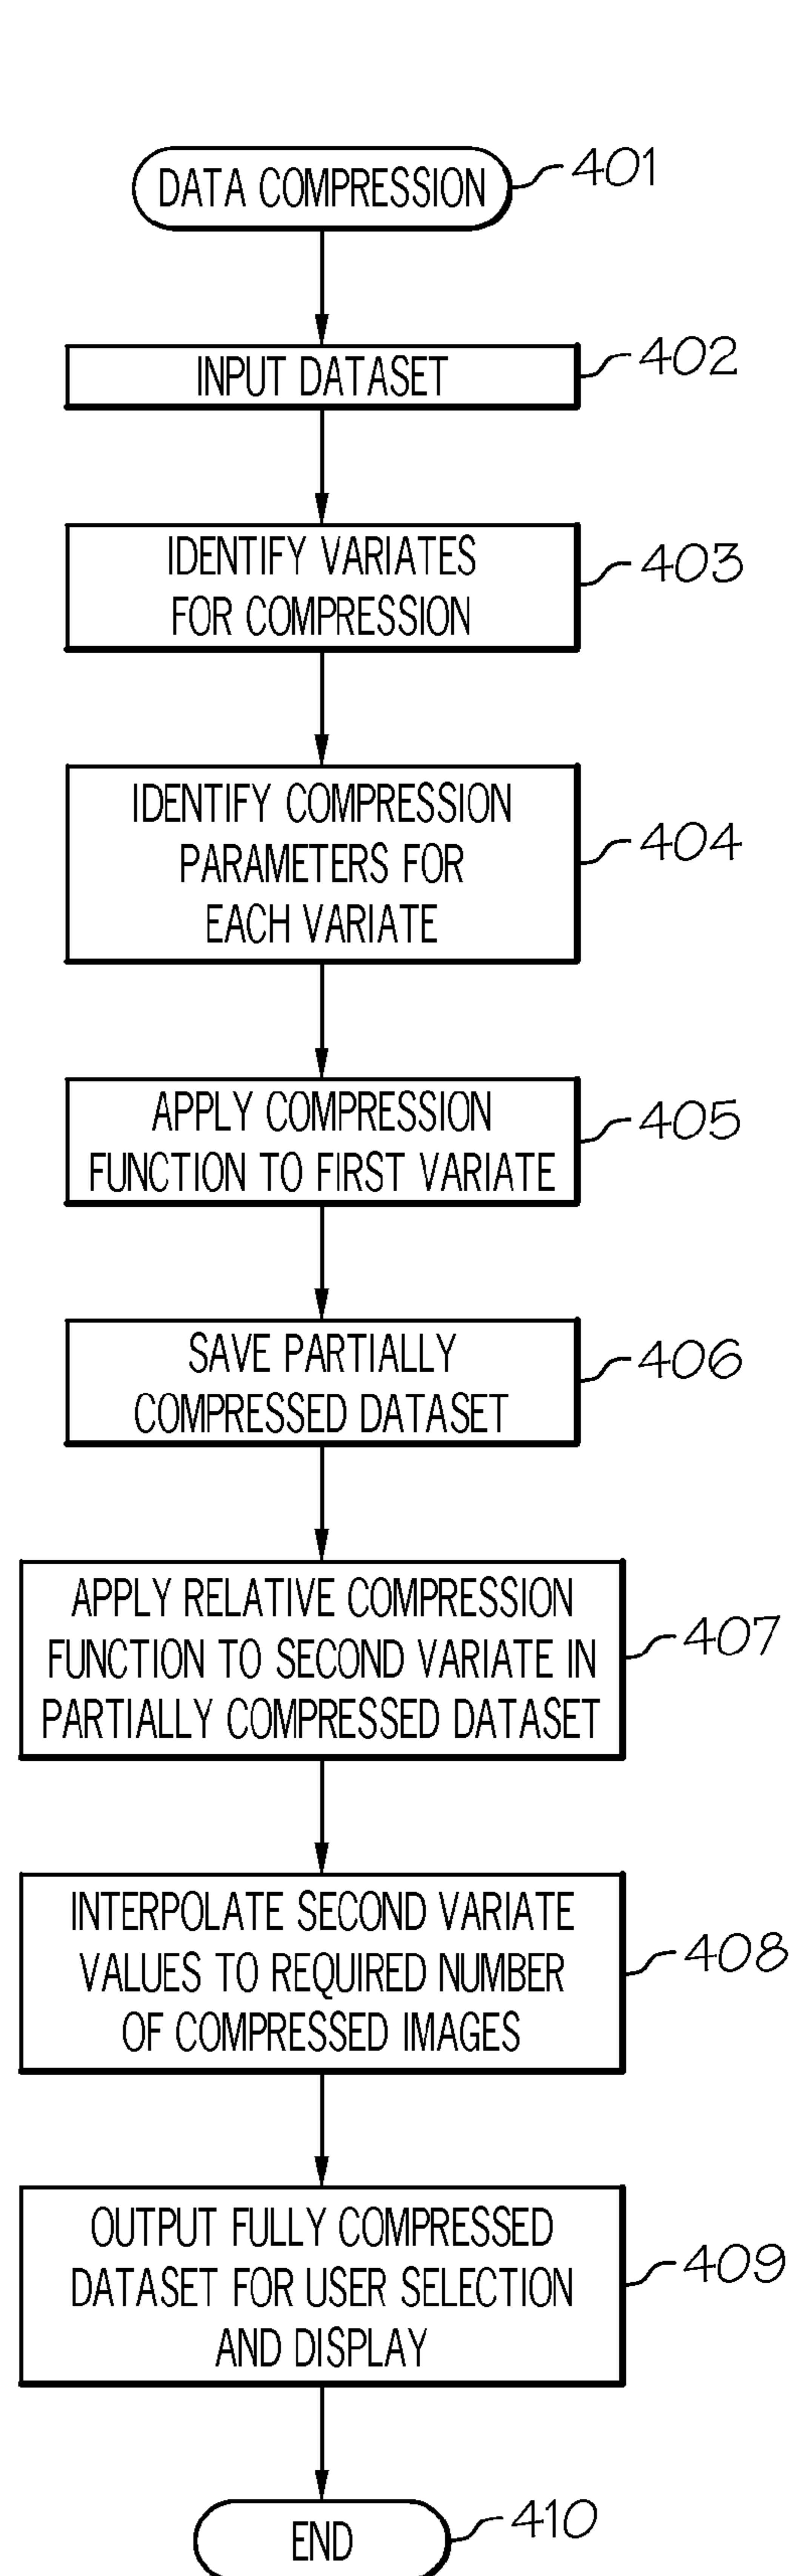 DATA COMPRESSION
401
INPUT DATASET
402
IDENTIFY VARIATES
FOR COMPRESSION
403
IDENTIFY COMPRESSION
PARAMETERS FOR
EACH VARIATE
404
APPLY COMPRESSION
FUNCTION TO FIRST VARIATE
405
SAVE PARTIALLY
COMPRESSED DATASET
406
APPLY RELATIVE COMPRESSION
FUNCTION TO SECOND VARIATE IN
PARTIALLY COMPRESSED DATASET
407
INTERPOLATE SECOND VARIATE
VALUES TO REQUIRED NUMBER
OF COMPRESSED IMAGES
408
OUTPUT FULLY COMPRESSED
DATASET FOR USER SELECTION
AND DISPLAY
409
END
410